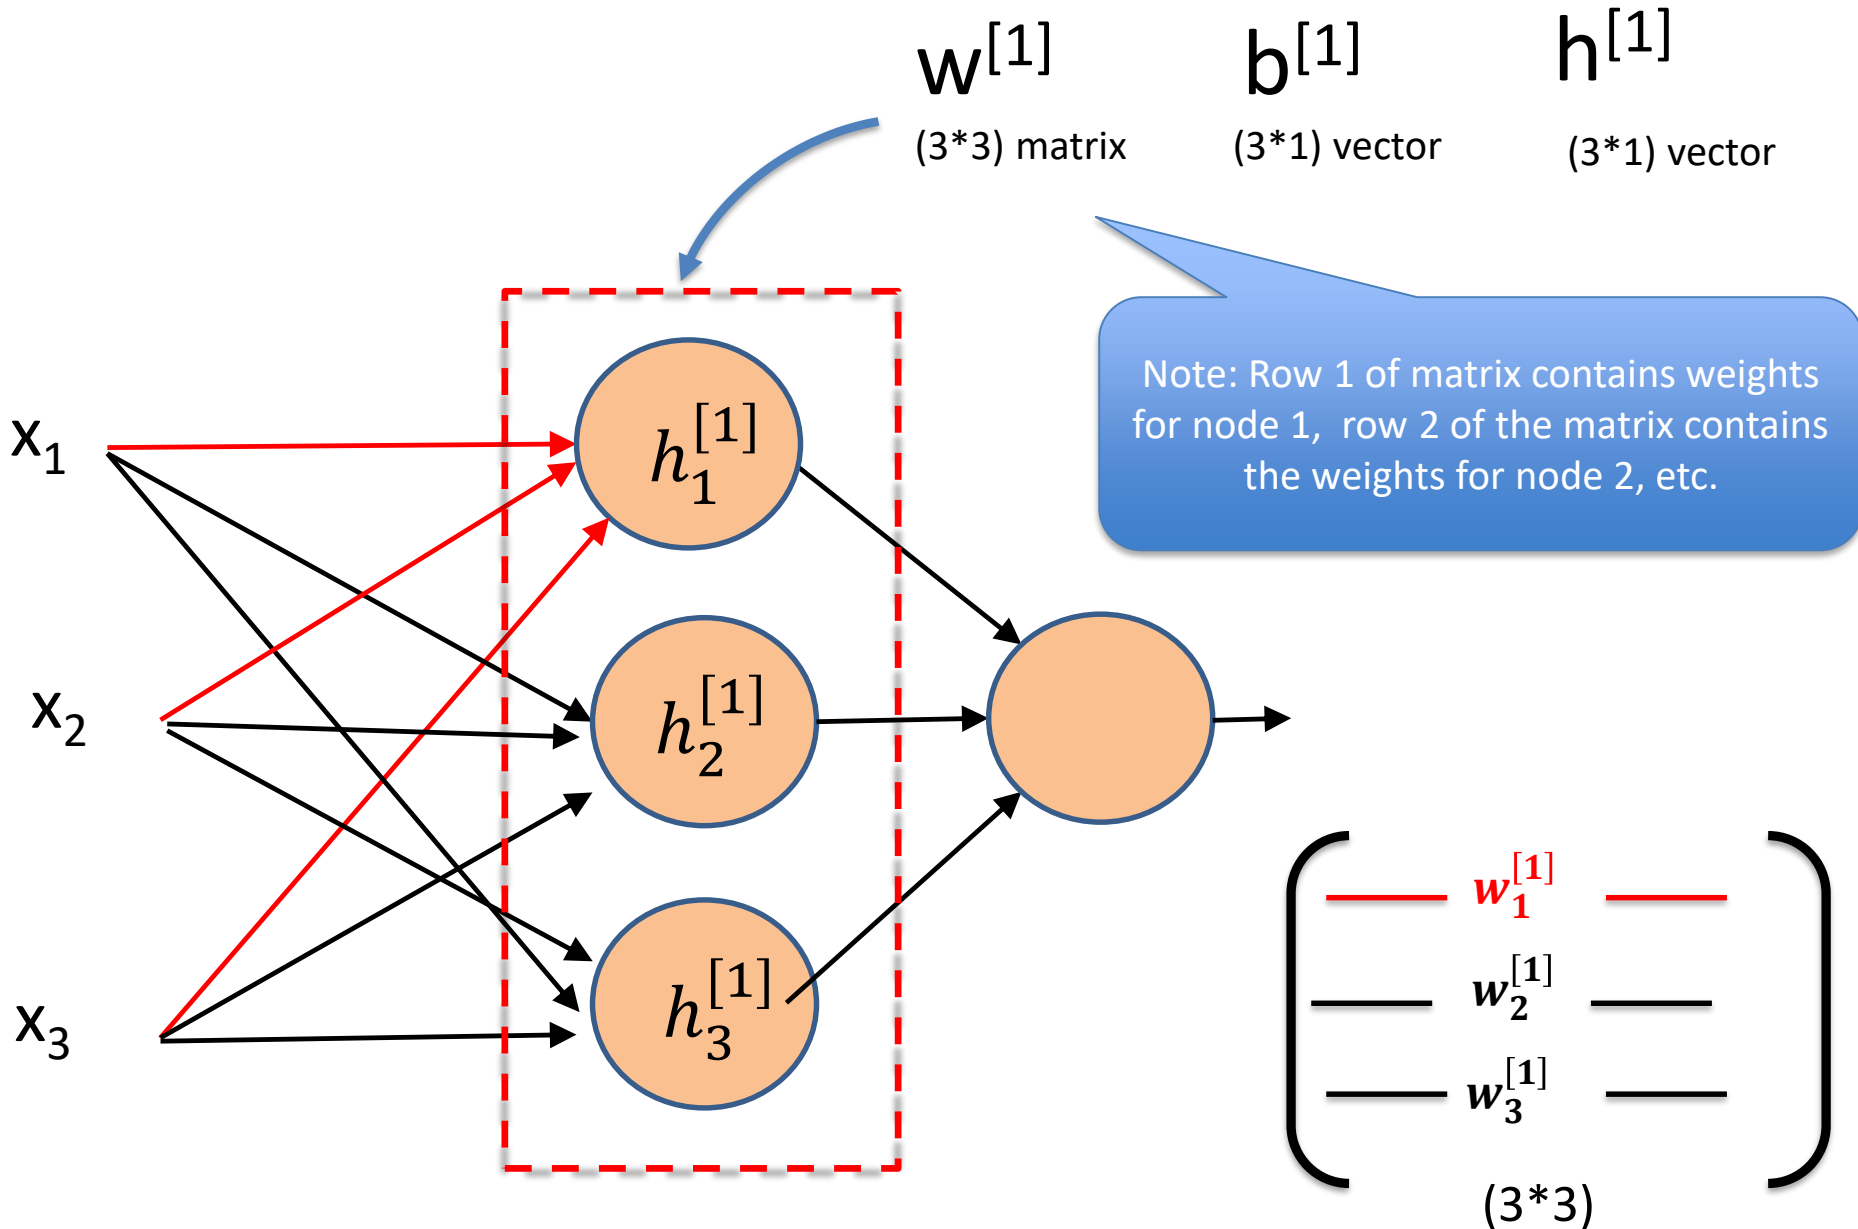 w[1] b[1] h[1]
(3*3) matrix (3*1) vector (3*1) vector
Note: Row 1 of matrix contains weights
for node 1, row 2 of the matrix contains
the weights for node 2, etc.
x1
h1[1]
x2
h2[1]
x3
h3[1]
w1[1]
w2[1]
w3[1]
(3*3)